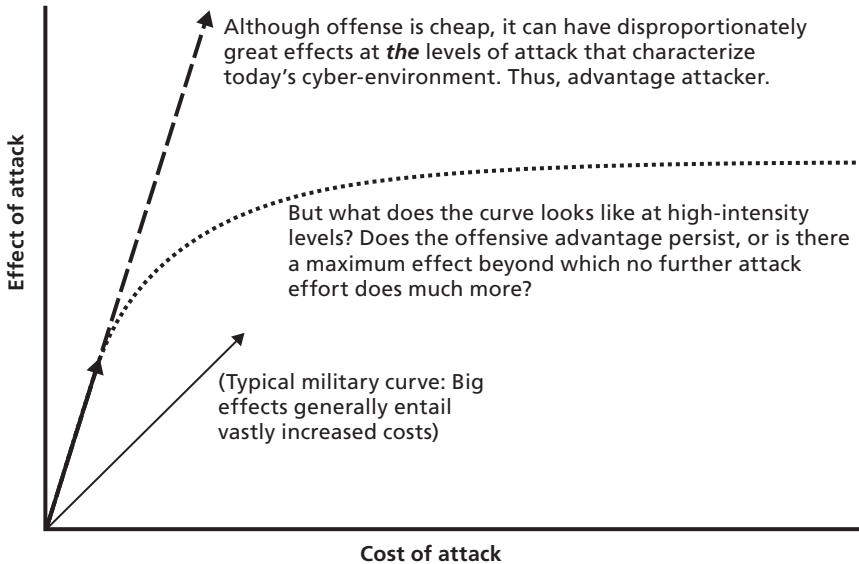 Although offense is cheap, it can have disproportionately
great effects at the levels of attack that characterize
today's cyber-environment. Thus, advantage attacker.
Effect of attack
But what does the curve looks like at high-intensity
levels? Does the offensive advantage persist, or is there
a maximum effect beyond which no further attack
effort does much more?
(Typical military curve: Big
effects generally entail
vastly increased costs)
Cost of attack